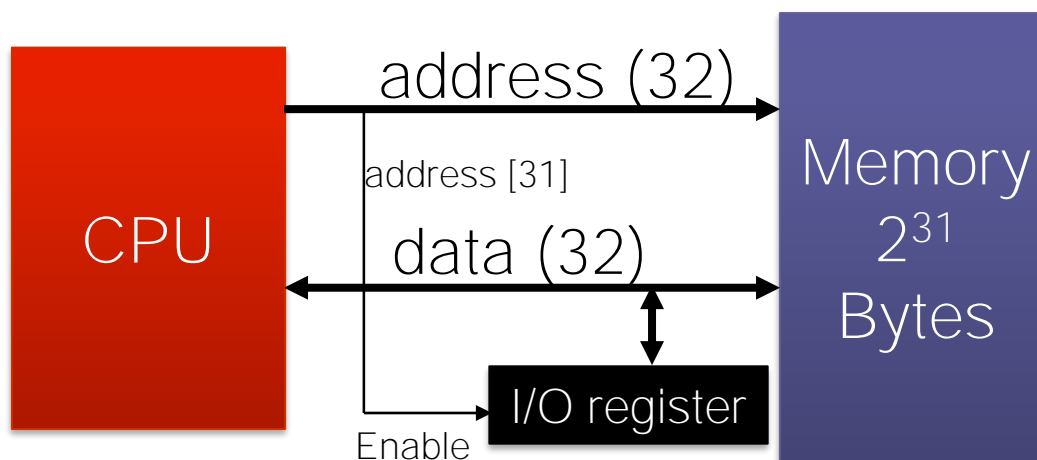 address (32)
address [31]
CPU
data (32)
Memory
2³¹
Bytes
I/O register
Enable